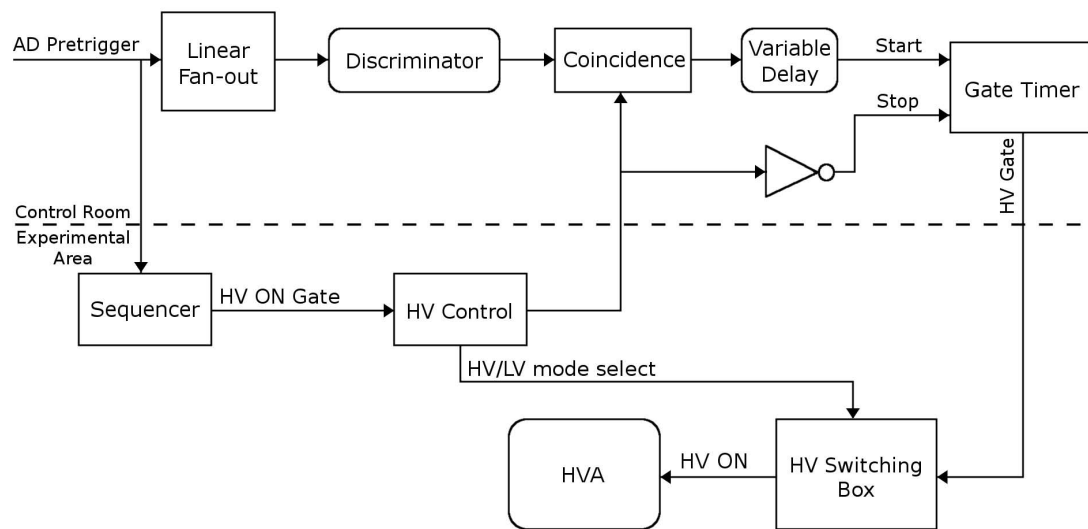 AD Pretrigger
Linear
Fan-out
Discriminator
Coincidence
Variable
Delay
Start
Stop
Gate Timer
HV Gate
Control Room
Experimental
Area
Sequencer
HV ON Gate
HV Control
HV/LV mode select
HVA
HV ON
HV Switching
Box